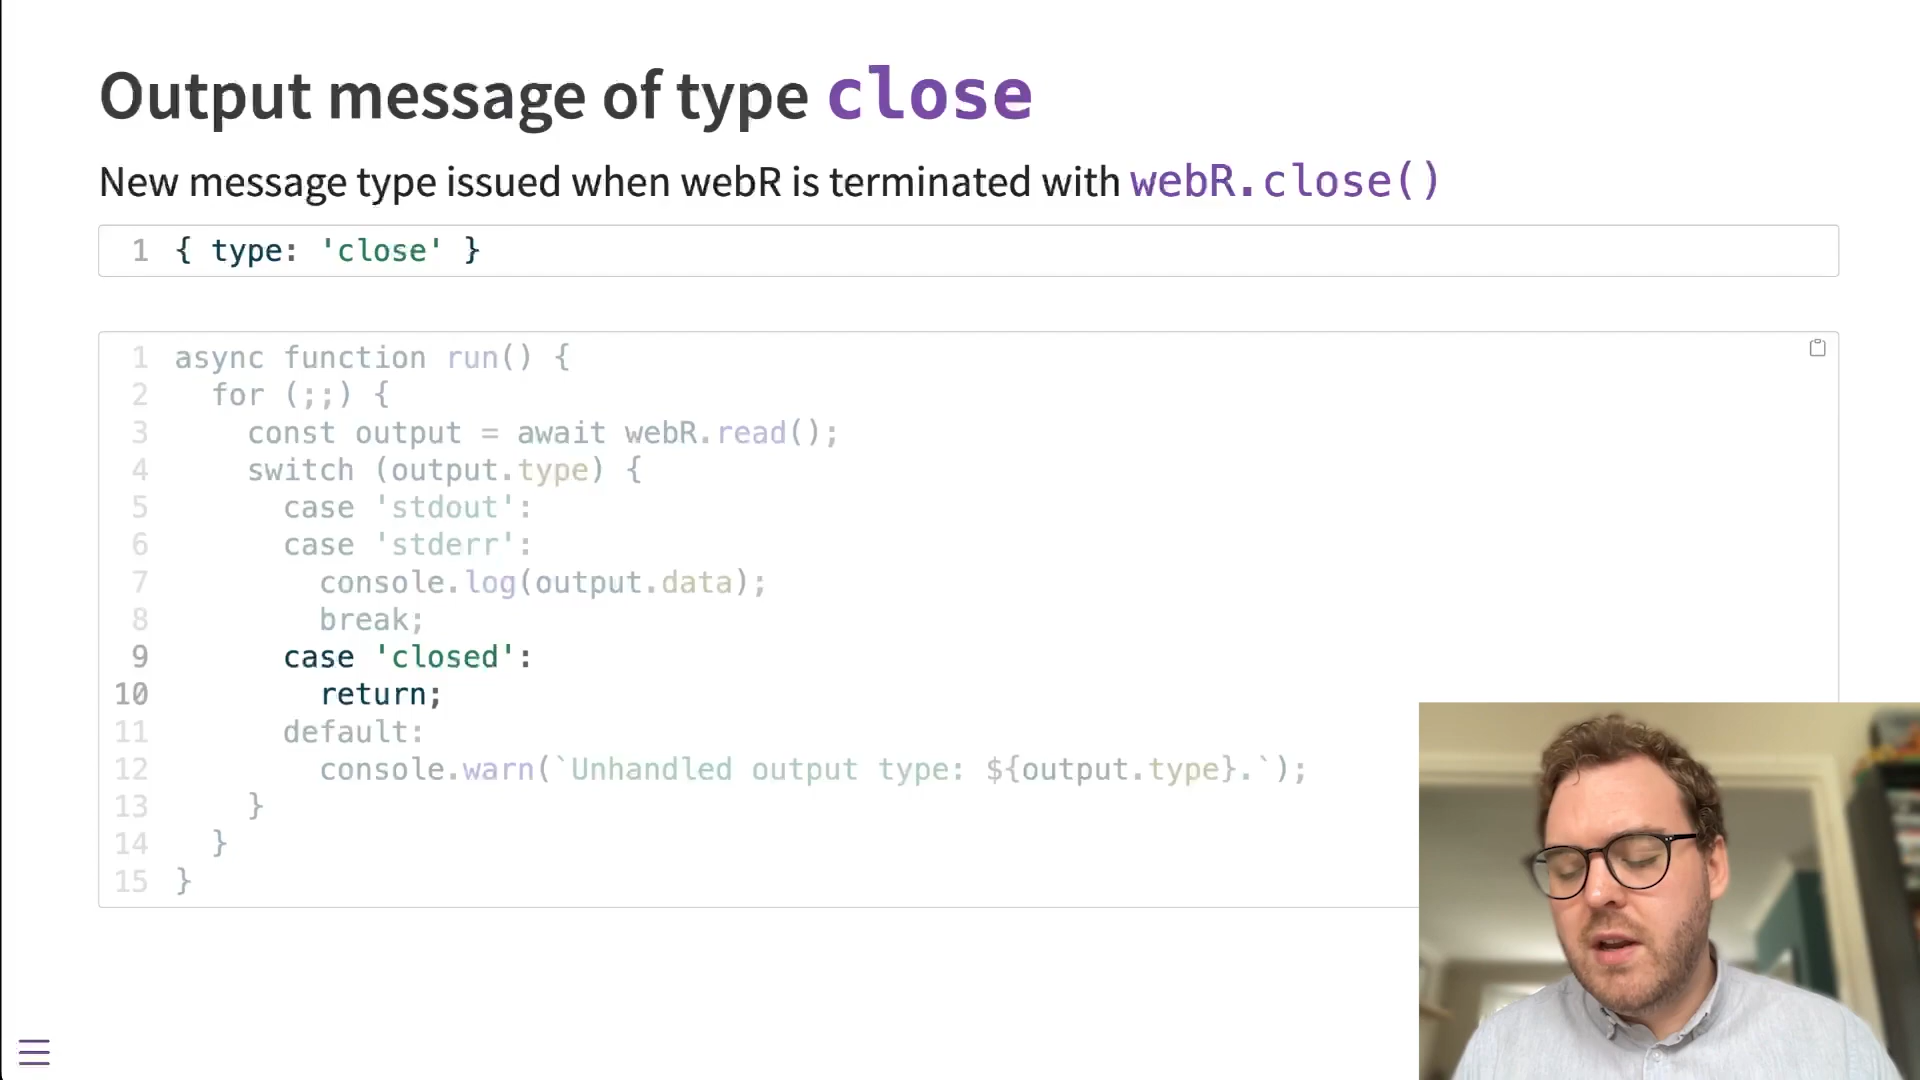 Output message of type close
New message type issued when webR is terminated with webR.close()
1 { type: 'close' }
1 async function run() {
2   for (;;) {
3     const output = await webR.read();
4     switch (output.type) {
5       case 'stdout':
6       case 'stderr':
7         console.log(output.data);
8         break;
9       case 'closed':
10         return;
11       default:
12         console.warn(`Unhandled output type: ${output.type}.`);
13     }
14   }
15 }